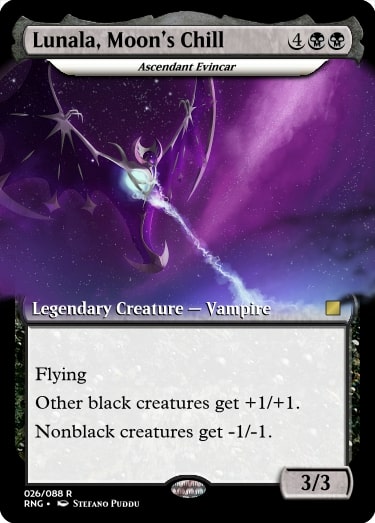 Lunala, Moon's Chill 4
Ascendant Evincar
Legendary Creature — Vampire
Flying
Other black creatures get +1/+1.
Nonblack creatures get -1/-1.
3/3
026/088 R
RNG • Stefano Puddu